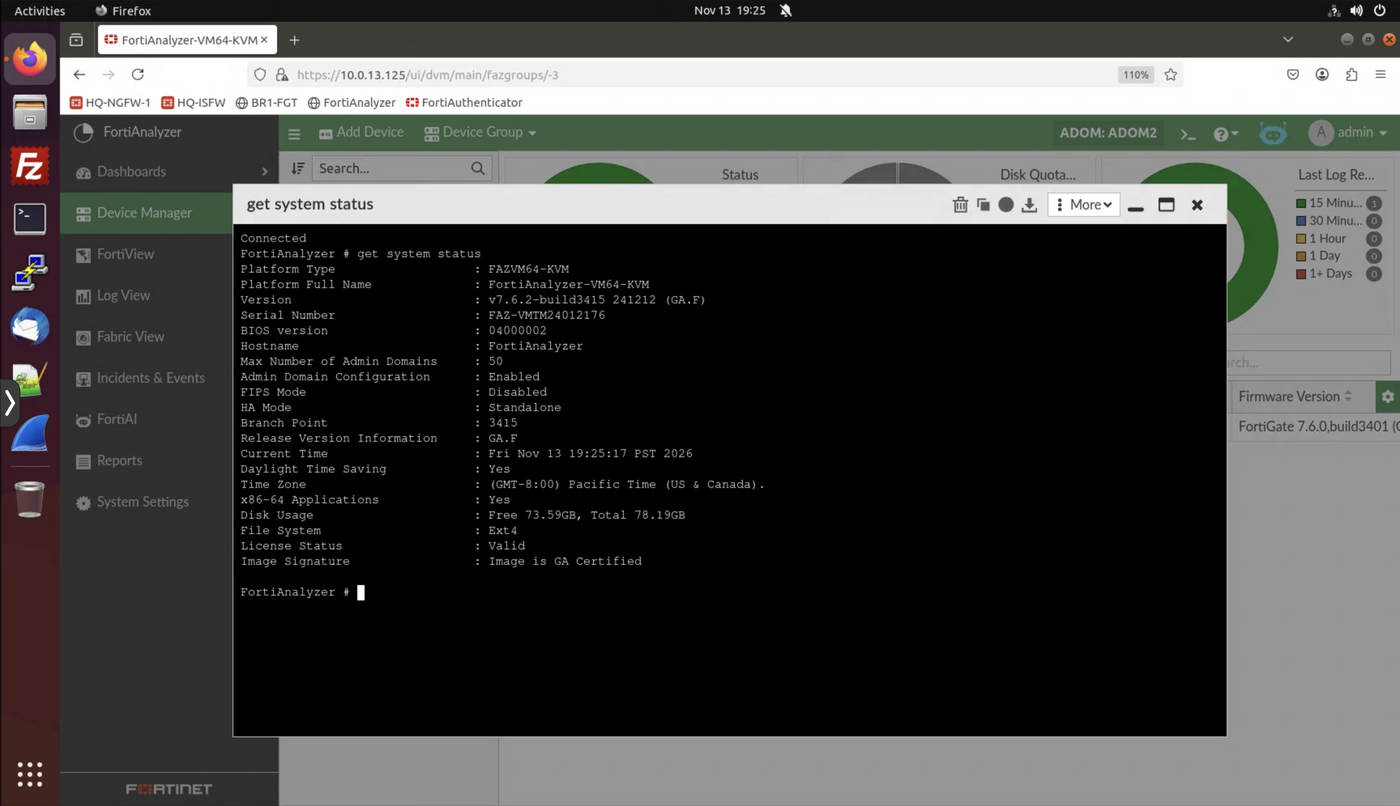 Activities Firefox Nov 13 19:25
FortiAnalyzer-VM64-KVM
https://10.0.13.125/ui/dvm/main/fazgroups/-3 110%
HQ-NGFW-1 HQ-ISFW BR1-FGT FortiAnalyzer FortiAuthenticator
FortiAnalyzer Add Device Device Group ADOM: ADOM2 >_ ? A admin
Dashboards
Device Manager
FortiView
Log View
Fabric View
Incidents & Events
FortiAI
Reports
System Settings
FORTINET
Search... Status Disk Quota... Last Log Re...
15 Minu... 1
30 Minu... 0
1 Hour 0
1 Day 0
1+ Days 0
Firmware Version
FortiGate 7.6.0,build3401 (
get system status More
Connected
FortiAnalyzer # get system status
Platform Type : FAZVM64-KVM
Platform Full Name : FortiAnalyzer-VM64-KVM
Version : v7.6.2-build3415 241212 (GA.F)
Serial Number : FAZ-VMTM24012176
BIOS version : 04000002
Hostname : FortiAnalyzer
Max Number of Admin Domains : 50
Admin Domain Configuration : Enabled
FIPS Mode : Disabled
HA Mode : Standalone
Branch Point : 3415
Release Version Information : GA.F
Current Time : Fri Nov 13 19:25:17 PST 2026
Daylight Time Saving : Yes
Time Zone : (GMT-8:00) Pacific Time (US & Canada).
x86-64 Applications : Yes
Disk Usage : Free 73.59GB, Total 78.19GB
File System : Ext4
License Status : Valid
Image Signature : Image is GA Certified
FortiAnalyzer #